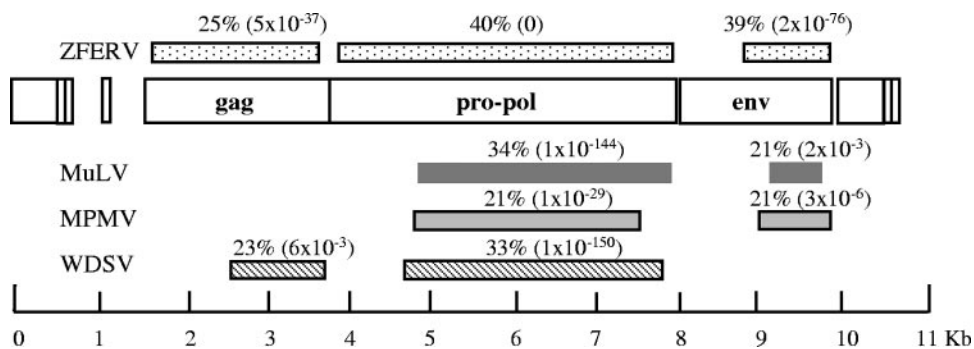 25% (5x10⁻³⁷) 40% (0) 39% (2x10⁻⁷⁶)
ZFERV
gag pro-pol env
34% (1x10⁻¹⁴⁴) 21% (2x10⁻³)
MuLV
21% (1x10⁻²⁹) 21% (3x10⁻⁶)
MPMV
23% (6x10⁻³) 33% (1x10⁻¹⁵⁰)
WDSV
0 1 2 3 4 5 6 7 8 9 10 11 Kb